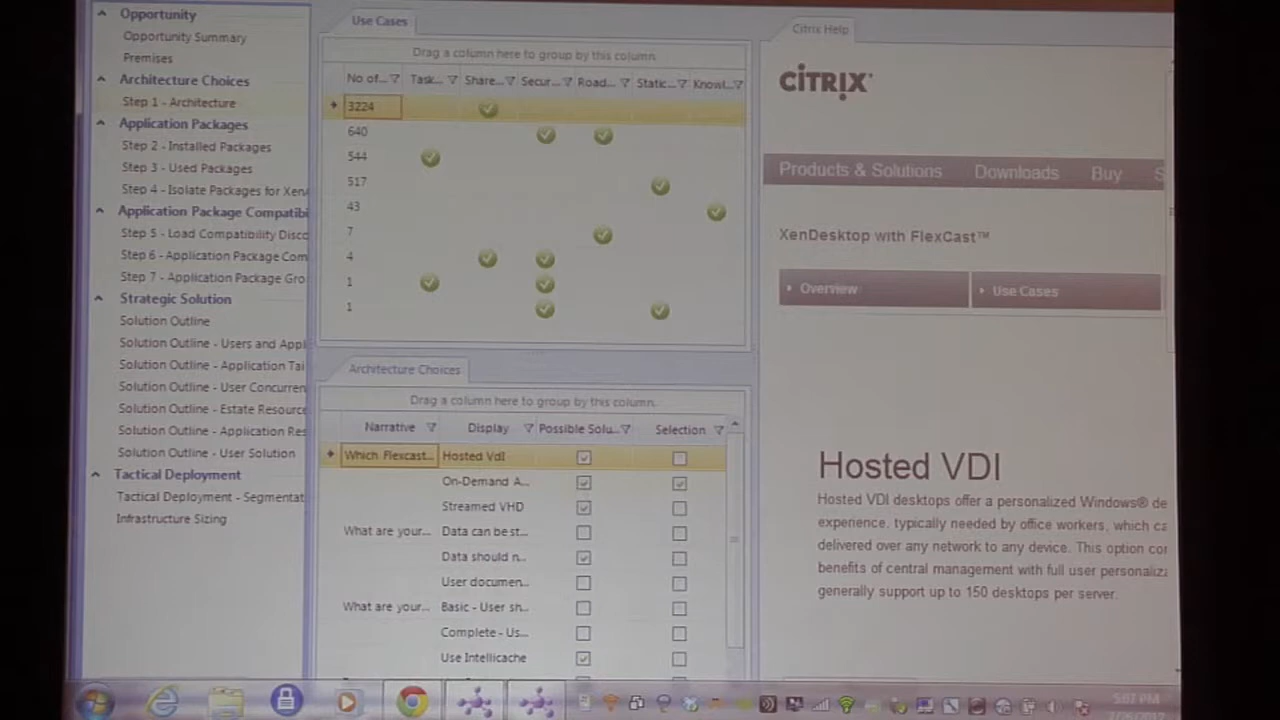 Opportunity
Opportunity Summary
Premises
Architecture Choices
Step 1 - Architecture
Application Packages
Step 2 - Installed Packages
Step 3 - Used Packages
Step 4 - Isolate Packages for XenA
Application Package Compatibi
Step 5 - Load Compatibility Disco
Step 6 - Application Package Com
Step 7 - Application Package Gro
Strategic Solution
Solution Outline
Solution Outline - Users and Appl
Solution Outline - Application Tai
Solution Outline - User Concurren
Solution Outline - Estate Resource
Solution Outline - Application Res
Solution Outline - User Solution
Tactical Deployment
Tactical Deployment - Segmentat
Infrastructure Sizing
Use Cases
Drag a column here to group by this column.
No of... Task... Share... Secur... Road... Static... Knowl...
3224
640
544
517
43
7
4
1
1
Architecture Choices
Drag a column here to group by this column.
Narrative Display Possible Solu... Selection
Which Flexcast... Hosted VdI
On-Demand A...
Streamed VHD
What are your... Data can be st...
Data should n...
User documen...
What are your... Basic - User sh...
Complete - Us...
Use Intellicache
Citrix Help
CİTRIX
Products & Solutions Downloads Buy S
XenDesktop with FlexCast™
Overview Use Cases
Hosted VDI
Hosted VDI desktops offer a personalized Windows® de
experience, typically needed by office workers, which ca
delivered over any network to any device. This option cor
benefits of central management with full user personaliza
generally support up to 150 desktops per server.
5:07 PM